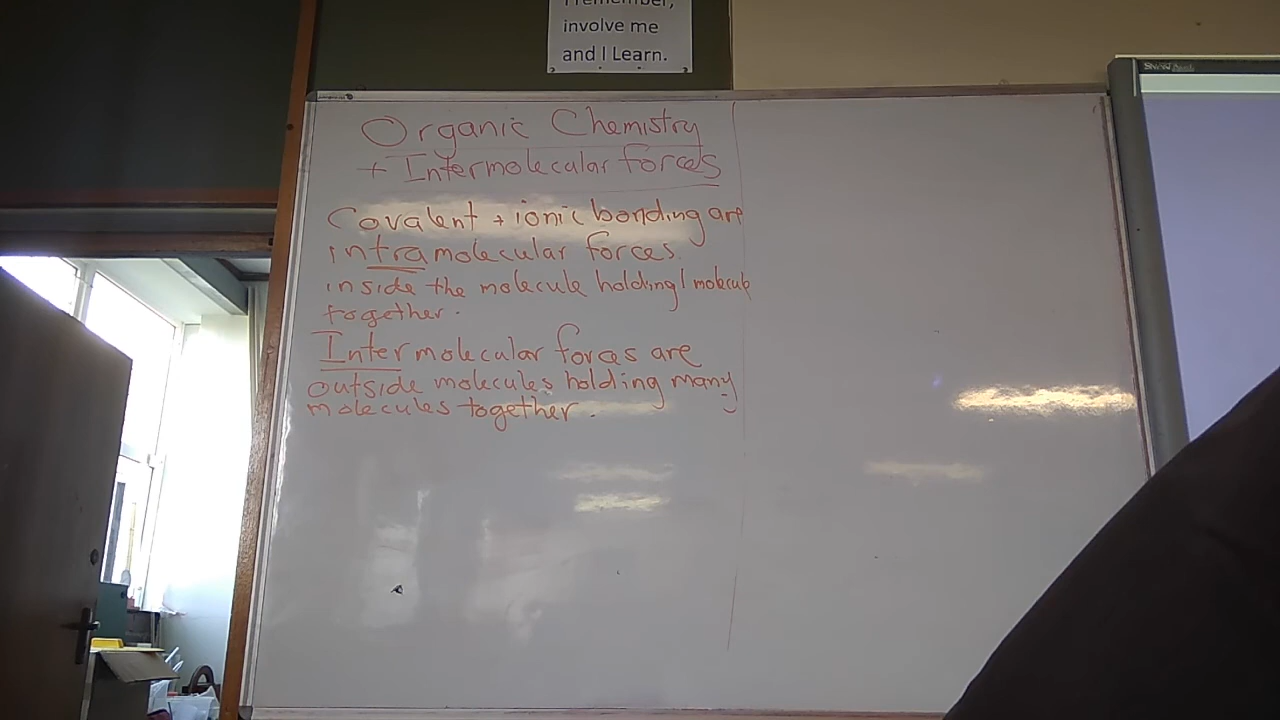 I remember,
involve me
and I Learn.
Organic Chemistry
+ Intermolecular forces
Covalent + ionic bonding are
intramolecular forces.
inside the molecule holding 1 molecule
together.
Intermolecular forces are
outside molecules holding many
molecules together.